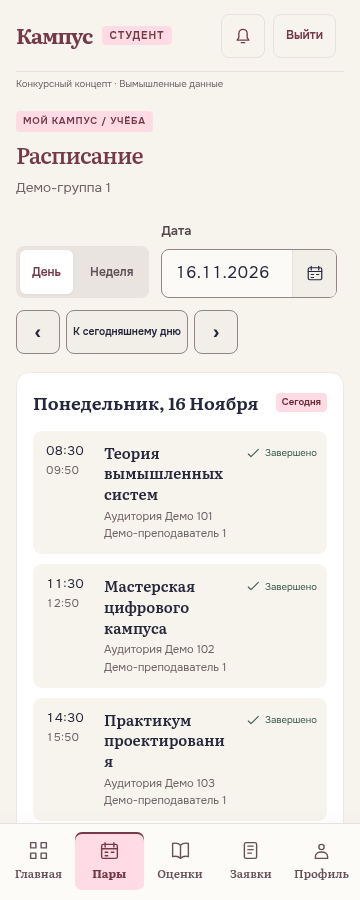 Кампус СТУДЕНТ Выйти
Конкурсный концепт · Вымышленные данные
МОЙ КАМПУС / УЧЁБА
Расписание
Демо-группа 1
Дата
День Неделя 16.11.2026
‹ К сегодняшнему дню ›
Понедельник, 16 Ноября Сегодня
08:30 Теория Завершено
09:50 вымышленных
систем
Аудитория Демо 101
Демо-преподаватель 1
11:30 Мастерская Завершено
12:50 цифрового
кампуса
Аудитория Демо 102
Демо-преподаватель 1
14:30 Практикум Завершено
15:50 проектировани
я
Аудитория Демо 103
Демо-преподаватель 1
Главная Пары Оценки Заявки Профиль